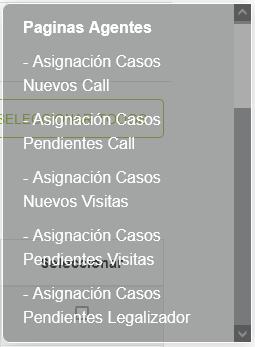 Paginas Agentes
- Asignación Casos
Nuevos Call
- Asignación Casos
Pendientes Call
- Asignación Casos
Nuevos Visitas
- Asignación Casos
Pendientes Visitas
Seleccionar
- Asignación Casos
Pendientes Legalizador